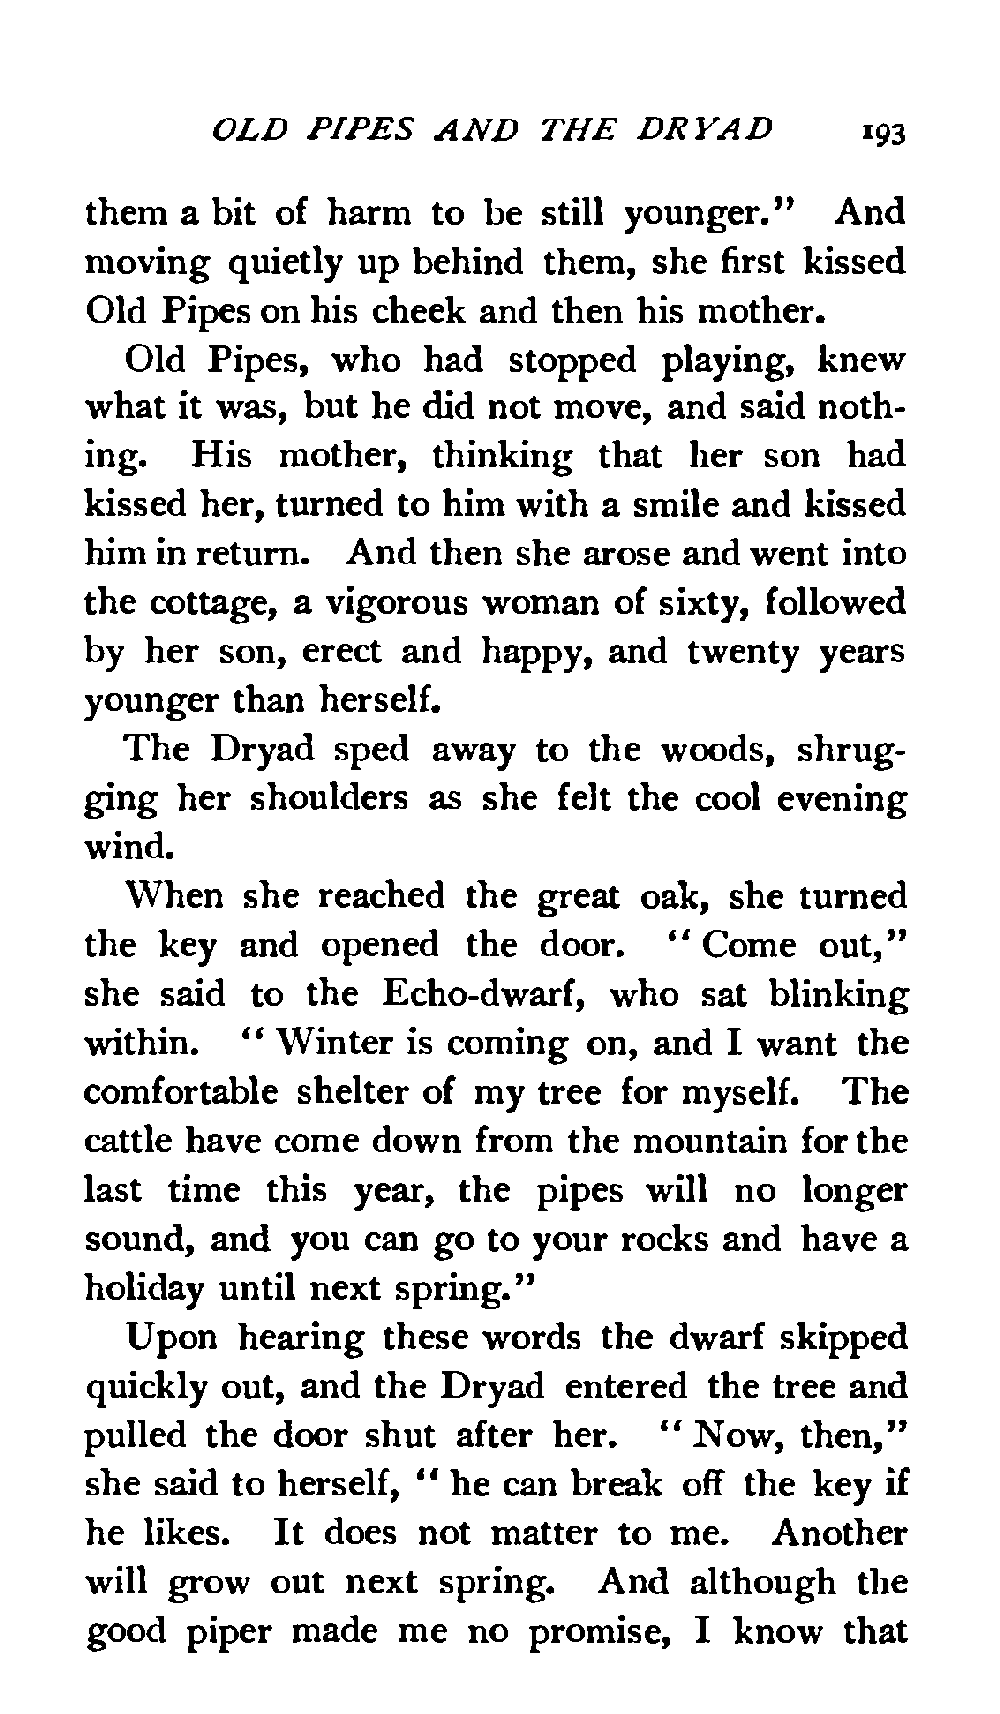 OLD PIPES AND THE DRYAD 193
them a bit of harm to be still younger." And
moving quietly up behind them, she first kissed
Old Pipes on his cheek and then his mother.
Old Pipes, who had stopped playing, knew
what it was, but he did not move, and said noth-
ing. His mother, thinking that her son had
kissed her, turned to him with a smile and kissed
him in return. And then she arose and went into
the cottage, a vigorous woman of sixty, followed
by her son, erect and happy, and twenty years
younger than herself.
The Dryad sped away to the woods, shrug-
ging her shoulders as she felt the cool evening
wind.
When she reached the great oak, she turned
the key and opened the door. "Come out,"
she said to the Echo-dwarf, who sat blinking
within. "Winter is coming on, and I want the
comfortable shelter of my tree for myself. The
cattle have come down from the mountain for the
last time this year, the pipes will no longer
sound, and you can go to your rocks and have a
holiday until next spring."
Upon hearing these words the dwarf skipped
quickly out, and the Dryad entered the tree and
pulled the door shut after her. "Now, then,"
she said to herself, "he can break off the key if
he likes. It does not matter to me. Another
will grow out next spring. And although the
good piper made me no promise, I know that